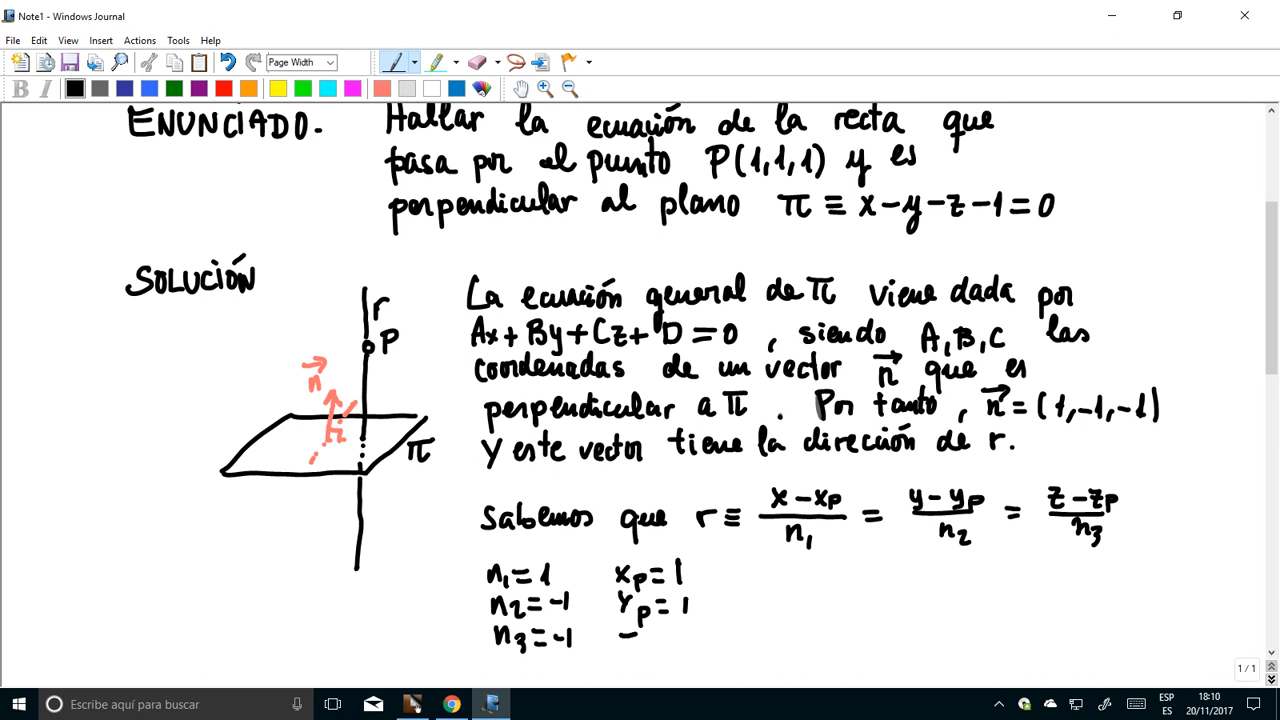 Note1 - Windows Journal
File Edit View Insert Actions Tools Help
Page Width
B I
ENUNCIADO. Hallar la ecuación de la recta que
pasa por el punto P(1,1,1) y es
perpendicular al plano π ≡ x-y-z-1=0
SOLUCIÓN
r
P
n⃗
π
La ecuación general de π viene dada por
Ax+By+Cz+D=0, siendo A,B,C las
coordenadas de un vector n⃗ que es
perpendicular a π. Por tanto, n⃗=(1,-1,-1)
Y este vector tiene la dirección de r.
Sabemos que r ≡ (x-xp)/n₁ = (y-yp)/n₂ = (z-zp)/n₃
n₁=1 xp=1
n₂=-1 yp=1
n₃=-1
1/1
Escribe aquí para buscar
ESP
ES
18:10
20/11/2017